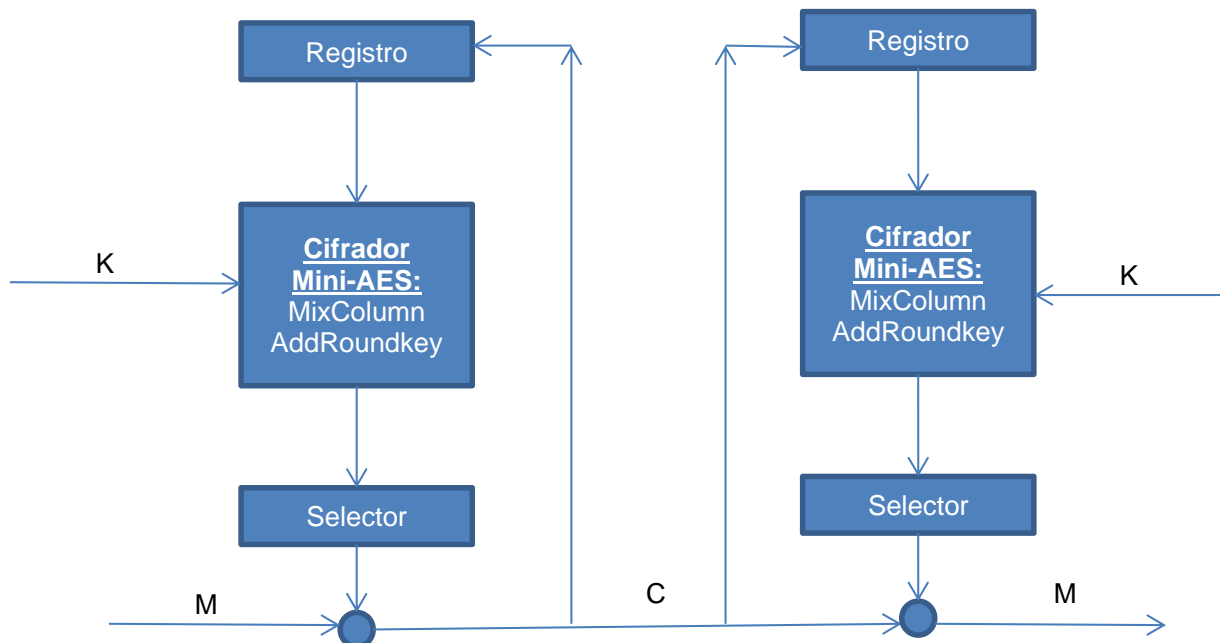 Registro
Registro
K
Cifrador
Mini-AES:
MixColumn
AddRoundkey
Cifrador
Mini-AES:
MixColumn
AddRoundkey
K
Selector
Selector
M
C
M